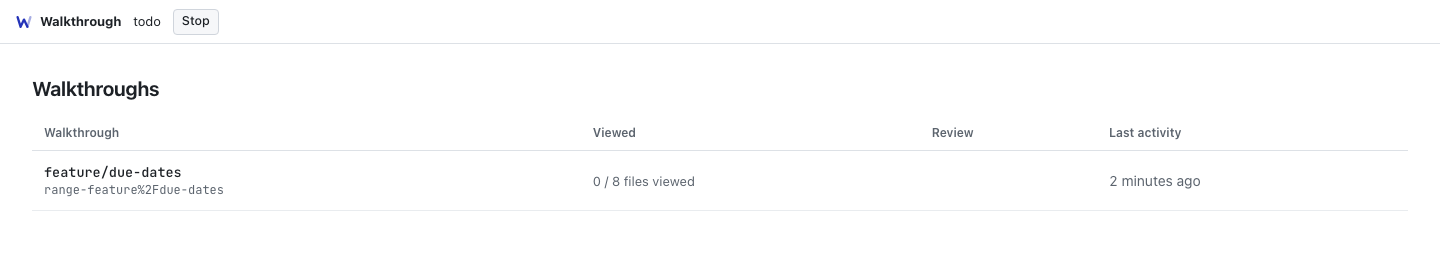 Walkthrough todo Stop
Walkthroughs
Walkthrough Viewed Review Last activity
feature/due-dates
range-feature%2Fdue-dates
0 / 8 files viewed
2 minutes ago